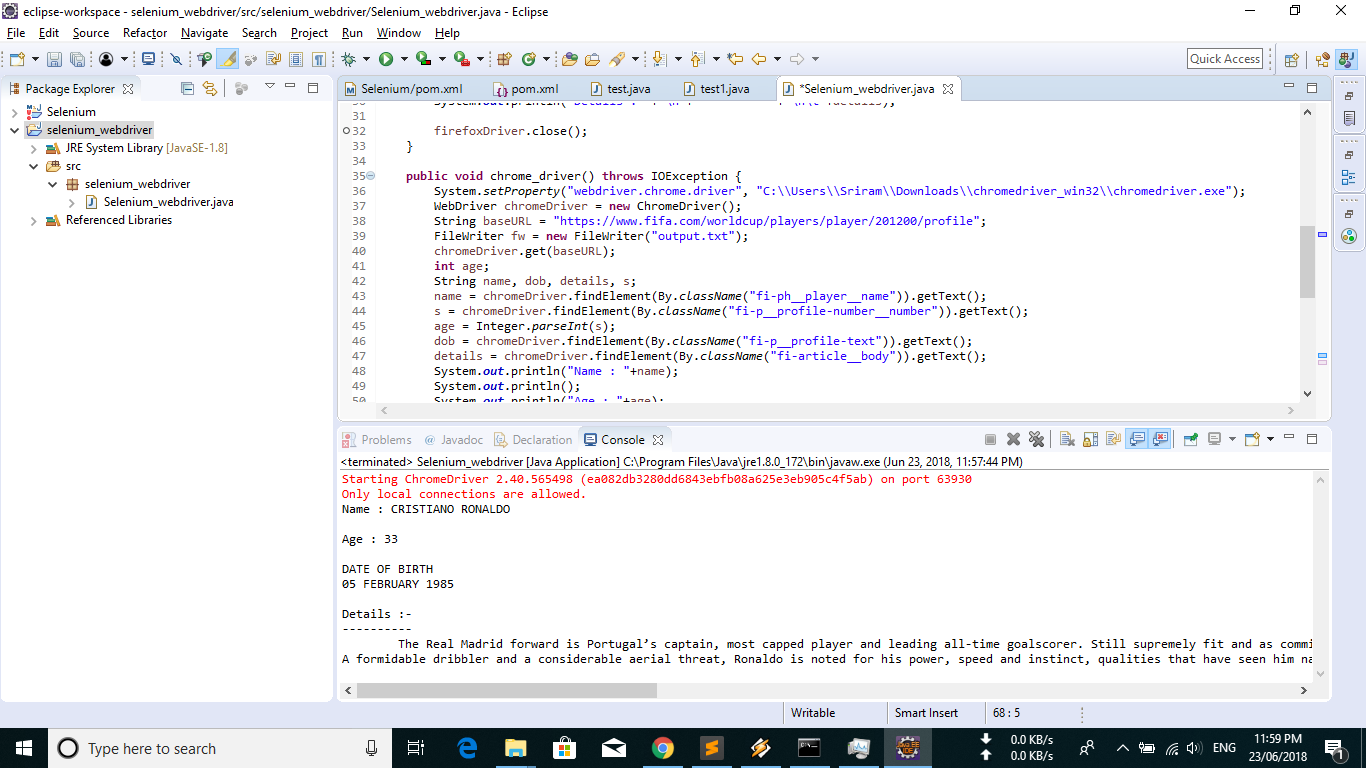 eclipse-workspace - selenium_webdriver/src/selenium_webdriver/Selenium_webdriver.java - Eclipse
File Edit Source Refactor Navigate Search Project Run Window Help
Quick Access
Package Explorer
Selenium
selenium_webdriver
JRE System Library [JavaSE-1.8]
src
selenium_webdriver
Selenium_webdriver.java
Referenced Libraries
Selenium/pom.xml pom.xml test.java test1.java *Selenium_webdriver.java
31
32 firefoxDriver.close();
33 }
34
35 public void chrome_driver() throws IOException {
36 System.setProperty("webdriver.chrome.driver", "C:\\Users\\Sriram\\Downloads\\chromedriver_win32\\chromedriver.exe");
37 WebDriver chromeDriver = new ChromeDriver();
38 String baseURL = "https://www.fifa.com/worldcup/players/player/201200/profile";
39 FileWriter fw = new FileWriter("output.txt");
40 chromeDriver.get(baseURL);
41 int age;
42 String name, dob, details, s;
43 name = chromeDriver.findElement(By.className("fi-ph__player__name")).getText();
44 s = chromeDriver.findElement(By.className("fi-p__profile-number__number")).getText();
45 age = Integer.parseInt(s);
46 dob = chromeDriver.findElement(By.className("fi-p__profile-text")).getText();
47 details = chromeDriver.findElement(By.className("fi-article__body")).getText();
48 System.out.println("Name : "+name);
49 System.out.println();
50 System.out.println("Age : "+age);
Problems Javadoc Declaration Console
<terminated> Selenium_webdriver [Java Application] C:\Program Files\Java\jre1.8.0_172\bin\javaw.exe (Jun 23, 2018, 11:57:44 PM)
Starting ChromeDriver 2.40.565498 (ea082db3280dd6843ebfb08a625e3eb905c4f5ab) on port 63930
Only local connections are allowed.
Name : CRISTIANO RONALDO
Age : 33
DATE OF BIRTH
05 FEBRUARY 1985
Details :-
----------
The Real Madrid forward is Portugal’s captain, most capped player and leading all-time goalscorer. Still supremely fit and as commi
A formidable dribbler and a considerable aerial threat, Ronaldo is noted for his power, speed and instinct, qualities that have seen him na
Writable Smart Insert 68 : 5
Type here to search
0.0 KB/s
0.0 KB/s
ENG
11:59 PM
23/06/2018
1